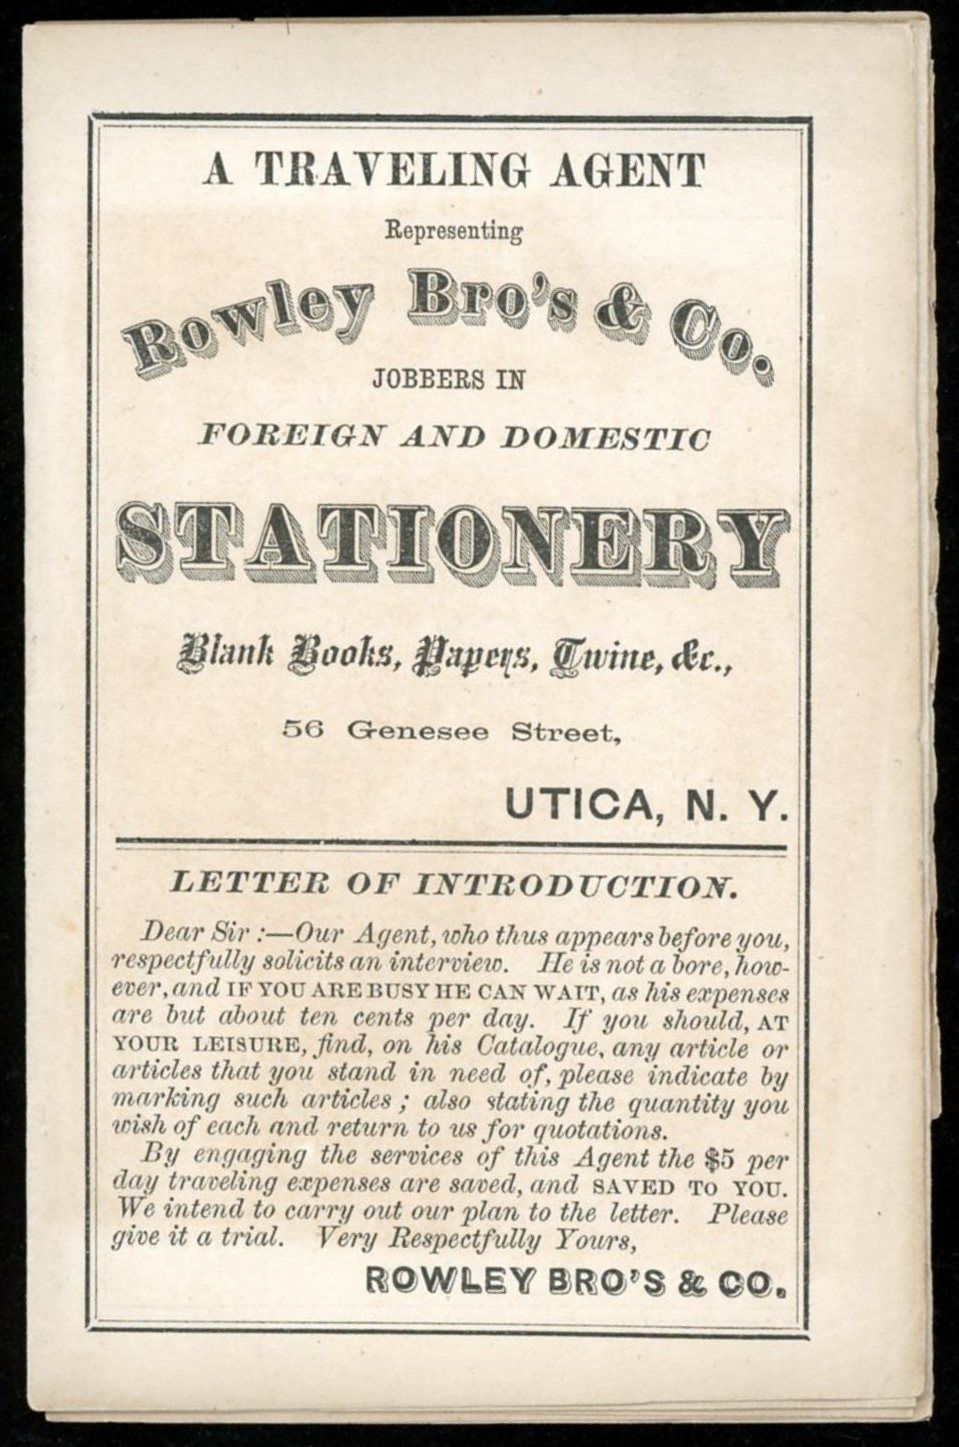 A TRAVELING AGENT
Representing
Rowley Bro's & Co.
JOBBERS IN
FOREIGN AND DOMESTIC
STATIONERY
Blank Books, Papers, Twine, &c.,
56 Genesee Street,
UTICA, N. Y.
LETTER OF INTRODUCTION.
Dear Sir :—Our Agent, who thus appears before you,
respectfully solicits an interview. He is not a bore, how-
ever, and IF YOU ARE BUSY HE CAN WAIT, as his expenses
are but about ten cents per day. If you should, AT
YOUR LEISURE, find, on his Catalogue, any article or
articles that you stand in need of, please indicate by
marking such articles ; also stating the quantity you
wish of each and return to us for quotations.
By engaging the services of this Agent the $5 per
day traveling expenses are saved, and SAVED TO YOU.
We intend to carry out our plan to the letter. Please
give it a trial. Very Respectfully Yours,
ROWLEY BRO'S & CO.